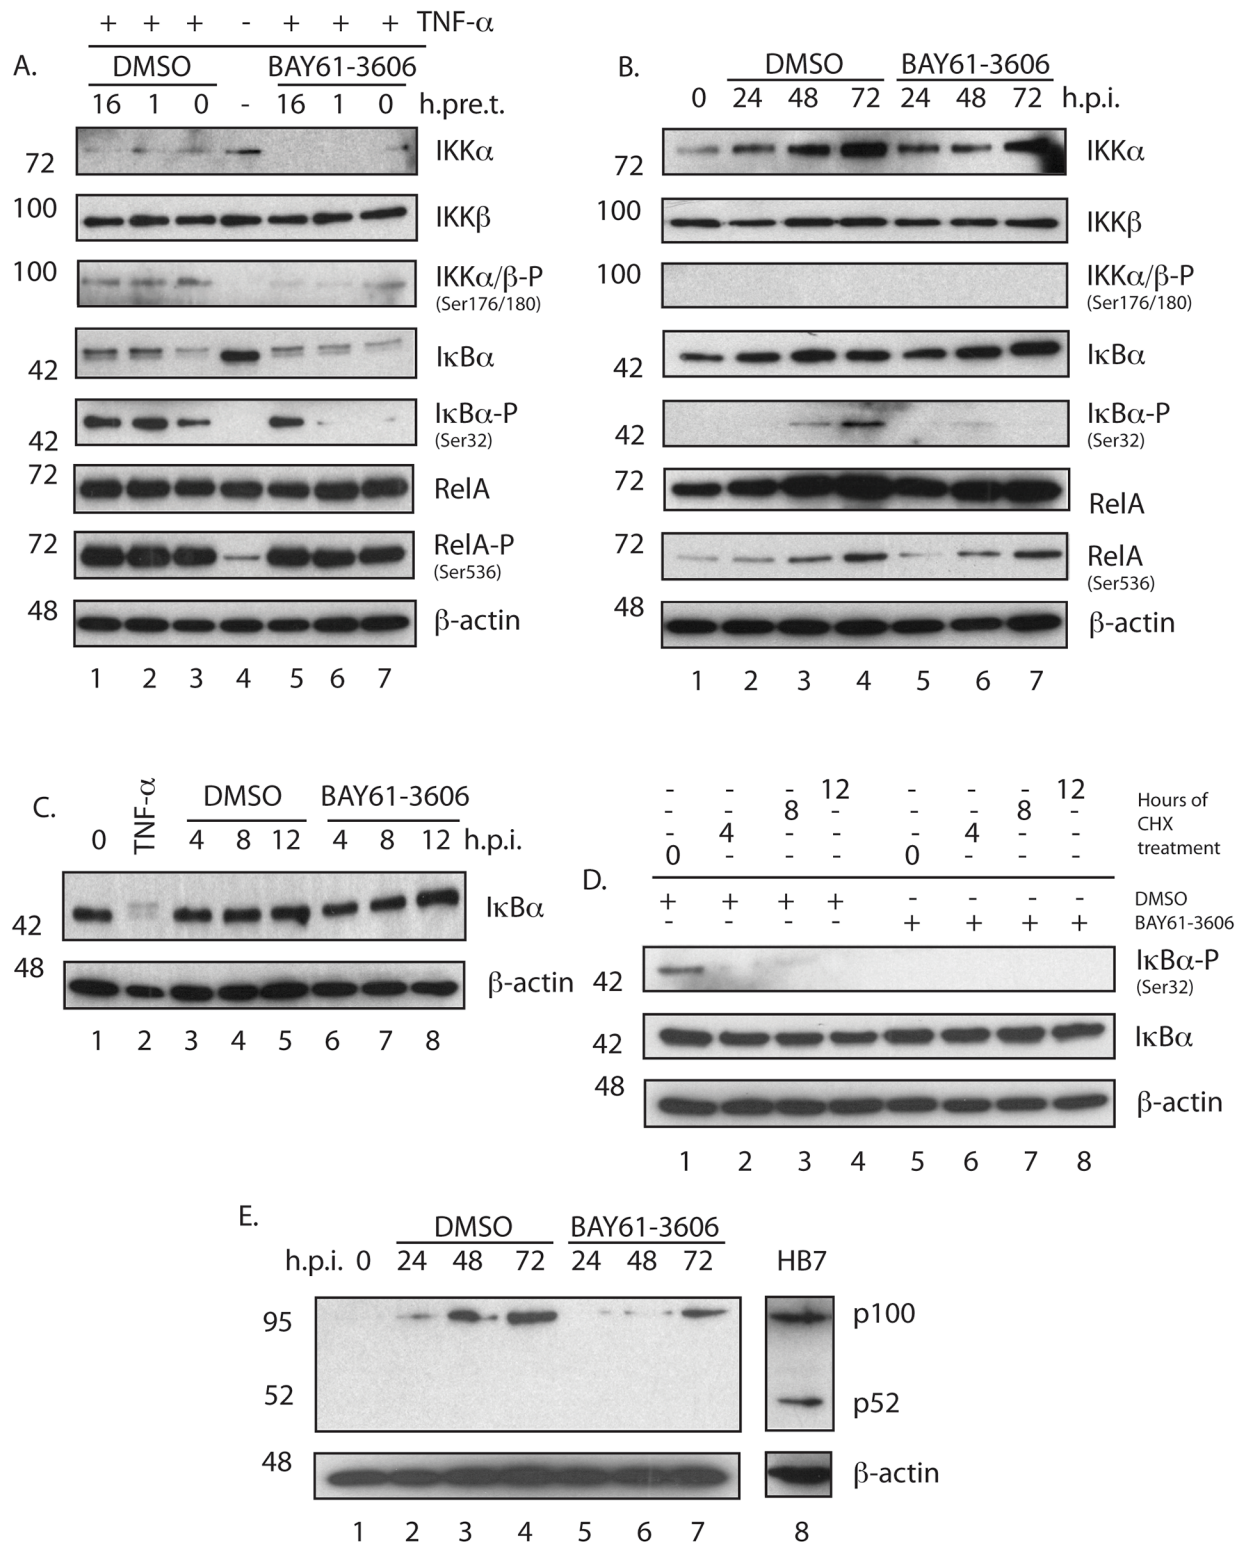 + + + - + + + TNF-α
A. DMSO BAY61-3606
16 1 0 - 16 1 0 h.pre.t.
72 IKKα
100 IKKβ
100 IKKα/β-P
(Ser176/180)
42 IκBα
42 IκBα-P
(Ser32)
72 RelA
72 RelA-P
(Ser536)
48 β-actin
1 2 3 4 5 6 7
B. DMSO BAY61-3606
0 24 48 72 24 48 72 h.p.i.
72 IKKα
100 IKKβ
100 IKKα/β-P
(Ser176/180)
42 IκBα
42 IκBα-P
(Ser32)
72 RelA
72 RelA
(Ser536)
48 β-actin
1 2 3 4 5 6 7
C. 0 TNF-α DMSO BAY61-3606
4 8 12 4 8 12 h.p.i.
42 IκBα
48 β-actin
1 2 3 4 5 6 7 8
D.
- - - 12 - - - 12 Hours of
- - 8 - - - 8 - CHX
- 4 - - - 4 - - treatment
0 - - - 0 - - -
+ + + + - - - - DMSO
- - - - + + + + BAY61-3606
42 IκBα-P
(Ser32)
42 IκBα
48 β-actin
1 2 3 4 5 6 7 8
E. DMSO BAY61-3606
h.p.i. 0 24 48 72 24 48 72 HB7
95 p100
52 p52
48 β-actin
1 2 3 4 5 6 7 8